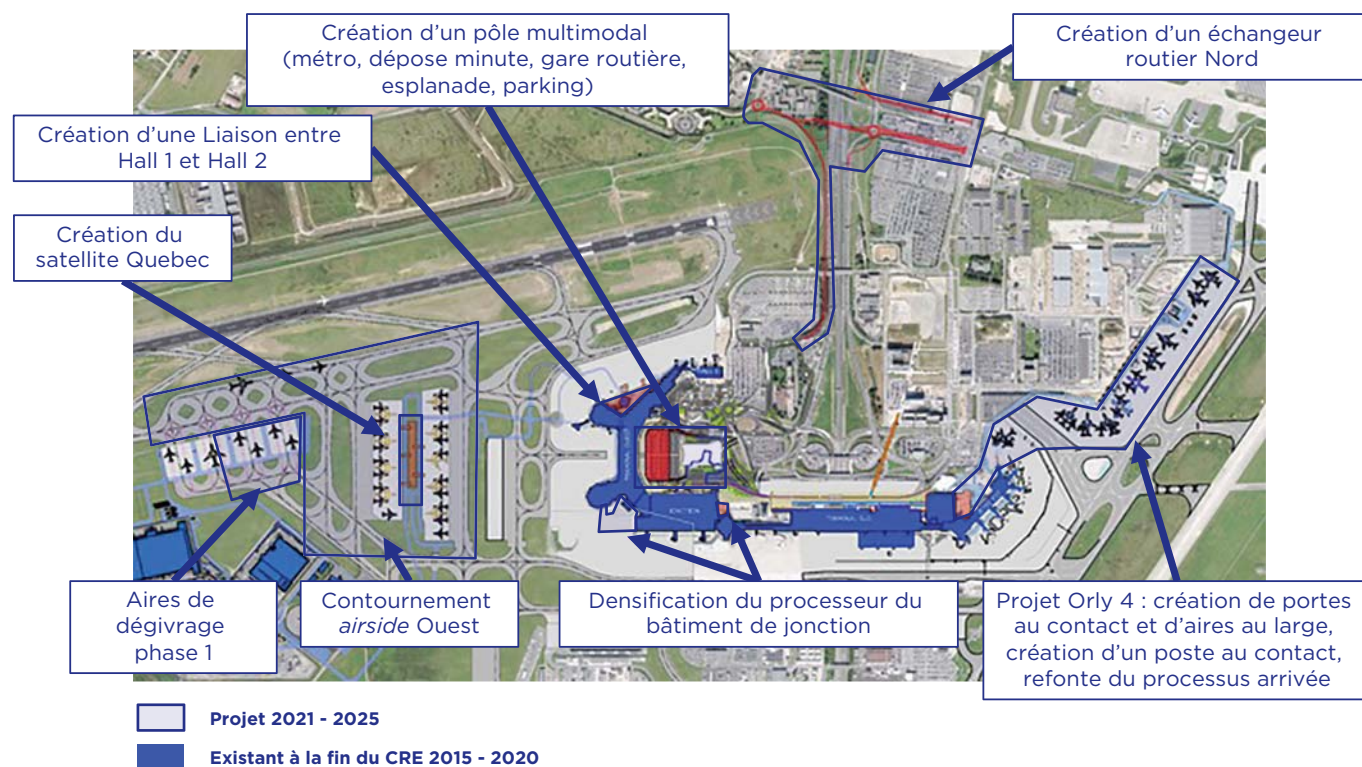 Création d'un pôle multimodal
(métro, dépose minute, gare routière,
esplanade, parking)
Création d'un échangeur
routier Nord
Création d'une Liaison entre
Hall 1 et Hall 2
Création du
satellite Quebec
Aires de
dégivrage
phase 1
Contournement
airside Ouest
Densification du processeur du
bâtiment de jonction
Projet Orly 4 : création de portes
au contact et d'aires au large,
création d'un poste au contact,
refonte du processus arrivée
Projet 2021 - 2025
Existant à la fin du CRE 2015 - 2020